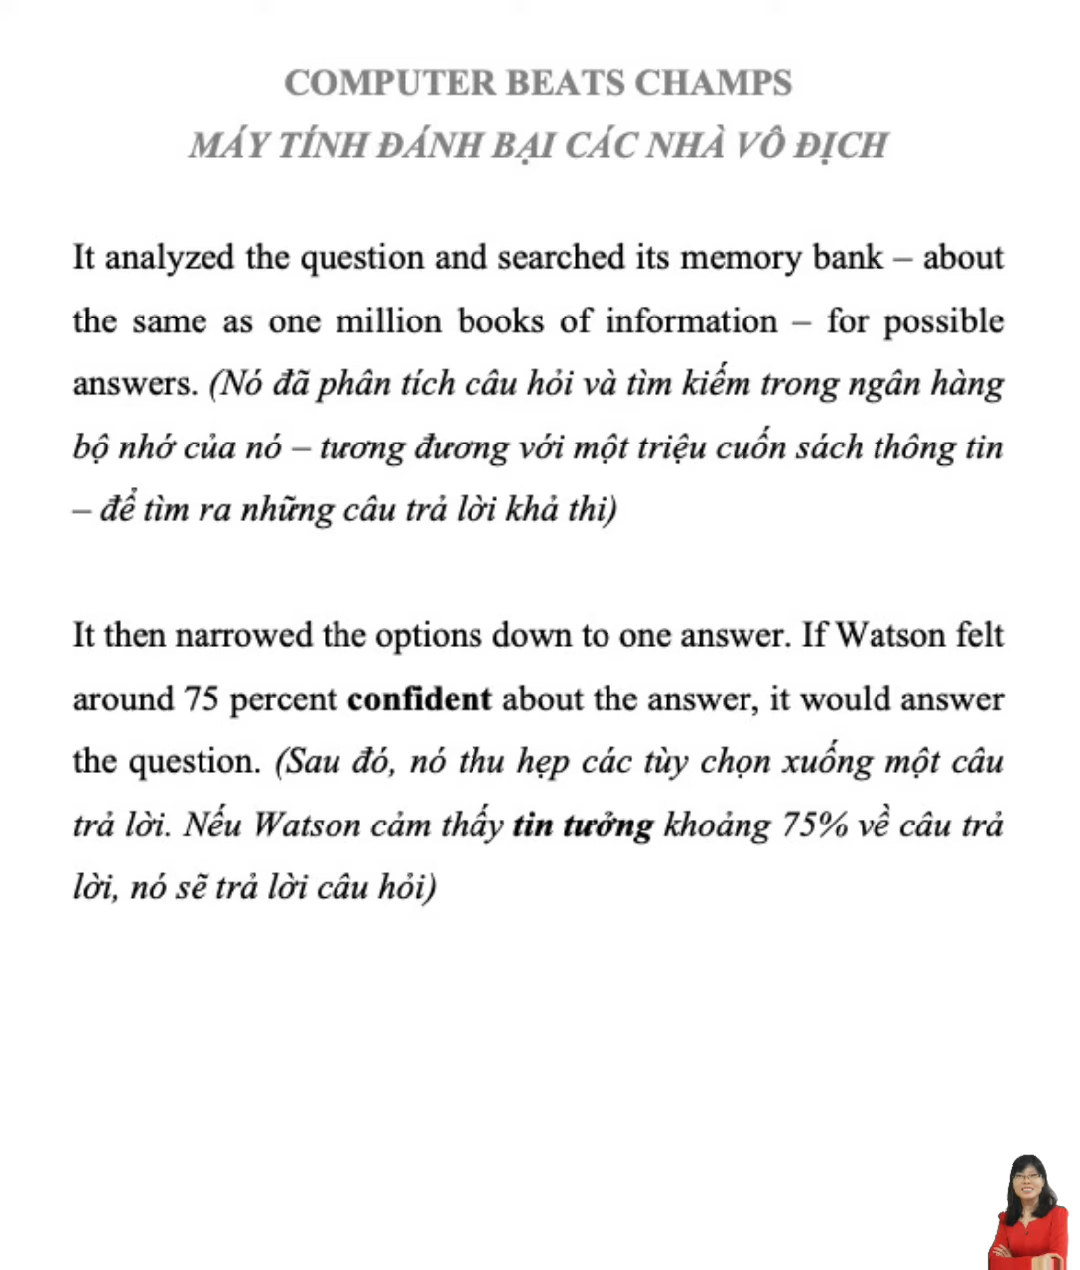 COMPUTER BEATS CHAMPS
MÁY TÍNH ĐÁNH BẠI CÁC NHÀ VÔ ĐỊCH
It analyzed the question and searched its memory bank – about
the same as one million books of information – for possible
answers. (Nó đã phân tích câu hỏi và tìm kiếm trong ngân hàng
bộ nhớ của nó – tương đương với một triệu cuốn sách thông tin
– để tìm ra những câu trả lời khả thi)
It then narrowed the options down to one answer. If Watson felt
around 75 percent confident about the answer, it would answer
the question. (Sau đó, nó thu hẹp các tùy chọn xuống một câu
trả lời. Nếu Watson cảm thấy tin tưởng khoảng 75% về câu trả
lời, nó sẽ trả lời câu hỏi)